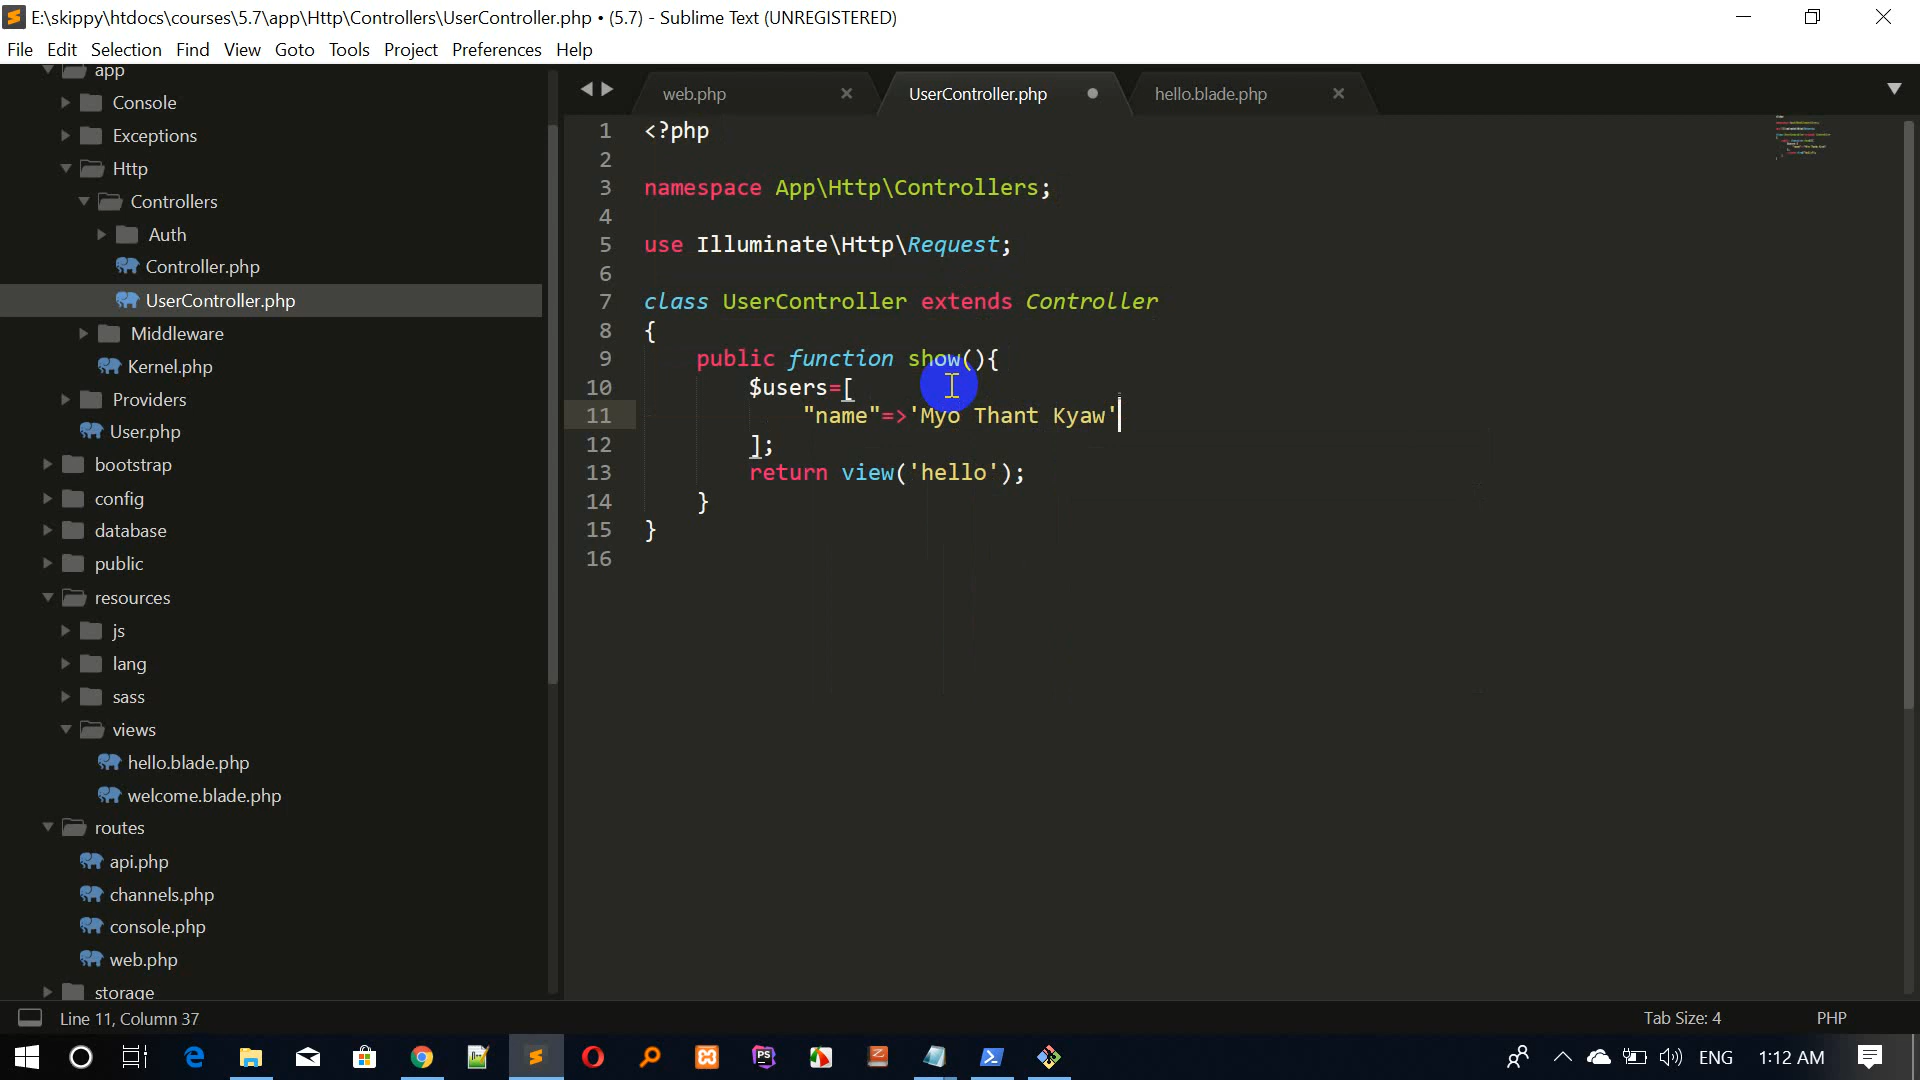 E:\skippy\htdocs\courses\5.7\app\Http\Controllers\UserController.php • (5.7) - Sublime Text (UNREGISTERED)
File Edit Selection Find View Goto Tools Project Preferences Help
app
Console
Exceptions
Http
Controllers
Auth
Controller.php
UserController.php
Middleware
Kernel.php
Providers
User.php
bootstrap
config
database
public
resources
js
lang
sass
views
hello.blade.php
welcome.blade.php
routes
api.php
channels.php
console.php
web.php
storage
web.php UserController.php hello.blade.php
1 <?php
2
3 namespace App\Http\Controllers;
4
5 use Illuminate\Http\Request;
6
7 class UserController extends Controller
8 {
9 public function show(){
10 $users=[
11 "name"=>'Myo Thant Kyaw'
12 ];
13 return view('hello');
14 }
15 }
16
Line 11, Column 37 Tab Size: 4 PHP
ENG 1:12 AM